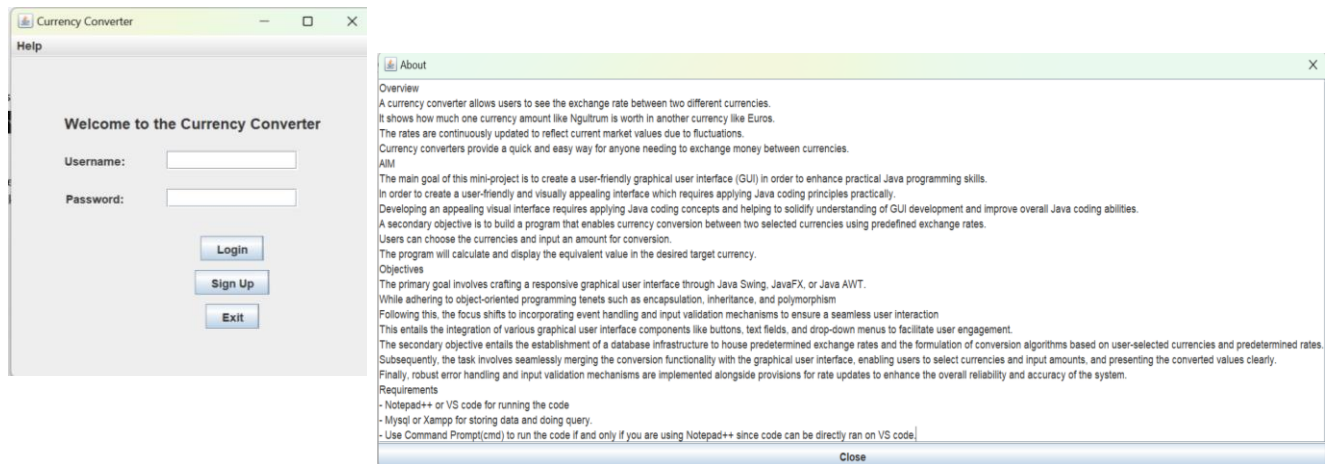 Currency Converter
Help
Welcome to the Currency Converter
Username:
Password:
Login
Sign Up
Exit
About
Overview
A currency converter allows users to see the exchange rate between two different currencies.
It shows how much one currency amount like Ngultrum is worth in another currency like Euros.
The rates are continuously updated to reflect current market values due to fluctuations.
Currency converters provide a quick and easy way for anyone needing to exchange money between currencies.
AIM
The main goal of this mini-project is to create a user-friendly graphical user interface (GUI) in order to enhance practical Java programming skills.
In order to create a user-friendly and visually appealing interface which requires applying Java coding principles practically.
Developing an appealing visual interface requires applying Java coding concepts and helping to solidify understanding of GUI development and improve overall Java coding abilities.
A secondary objective is to build a program that enables currency conversion between two selected currencies using predefined exchange rates.
Users can choose the currencies and input an amount for conversion.
The program will calculate and display the equivalent value in the desired target currency.
Objectives
The primary goal involves crafting a responsive graphical user interface through Java Swing, JavaFX, or Java AWT.
While adhering to object-oriented programming tenets such as encapsulation, inheritance, and polymorphism
Following this, the focus shifts to incorporating event handling and input validation mechanisms to ensure a seamless user interaction
This entails the integration of various graphical user interface components like buttons, text fields, and drop-down menus to facilitate user engagement.
The secondary objective entails the establishment of a database infrastructure to house predetermined exchange rates and the formulation of conversion algorithms based on user-selected currencies and predetermined rates.
Subsequently, the task involves seamlessly merging the conversion functionality with the graphical user interface, enabling users to select currencies and input amounts, and presenting the converted values clearly.
Finally, robust error handling and input validation mechanisms are implemented alongside provisions for rate updates to enhance the overall reliability and accuracy of the system.
Requirements
- Notepad++ or VS code for running the code
- Mysql or Xampp for storing data and doing query.
- Use Command Prompt(cmd) to run the code if and only if you are using Notepad++ since code can be directly ran on VS code.
Close